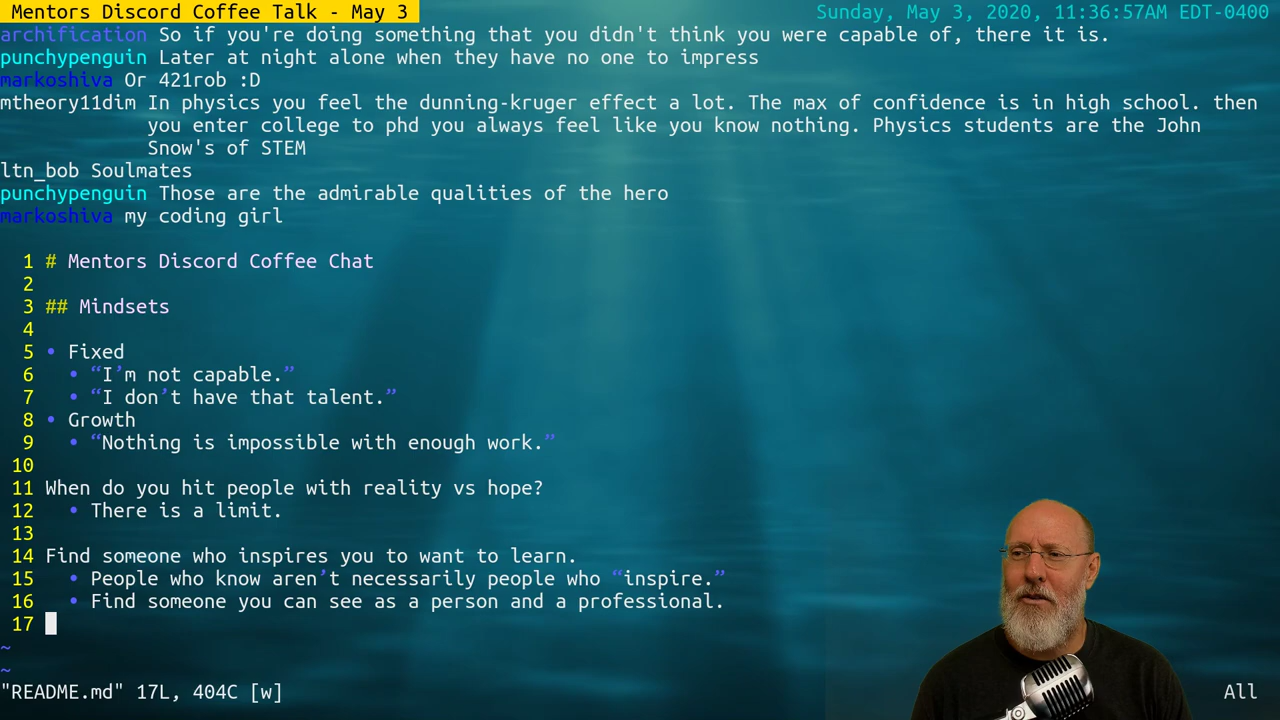 Mentors Discord Coffee Talk - May 3
Sunday, May 3, 2020, 11:36:57AM EDT-0400
archification So if you're doing something that you didn't think you were capable of, there it is.
punchypenguin Later at night alone when they have no one to impress
markoshiva Or 421rob :D
mtheory11dim In physics you feel the dunning-kruger effect a lot. The max of confidence is in high school. then
you enter college to phd you always feel like you know nothing. Physics students are the John
Snow's of STEM
ltn_bob Soulmates
punchypenguin Those are the admirable qualities of the hero
markoshiva my coding girl
1 # Mentors Discord Coffee Chat
2
3 ## Mindsets
4
5 • Fixed
6 • “I’m not capable.”
7 • “I don’t have that talent.”
8 • Growth
9 • “Nothing is impossible with enough work.”
10
11 When do you hit people with reality vs hope?
12 • There is a limit.
13
14 Find someone who inspires you to want to learn.
15 • People who know aren’t necessarily people who “inspire.”
16 • Find someone you can see as a person and a professional.
17
~
~
"README.md" 17L, 404C [w]
All